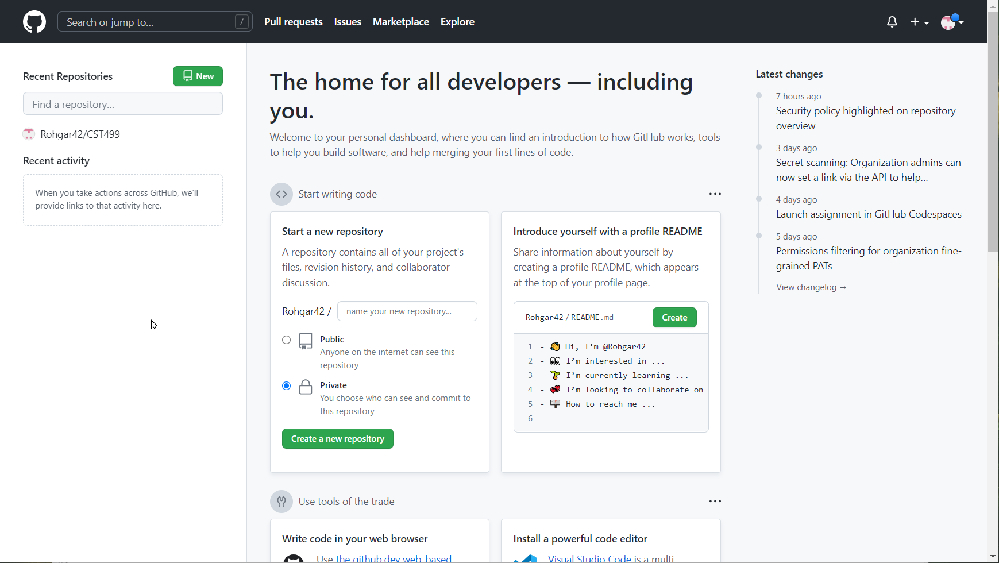 Search or jump to... /
Pull requests
Issues
Marketplace
Explore
Recent Repositories
New
Find a repository...
Rohgar42/CST499
Recent activity
When you take actions across GitHub, we'll
provide links to that activity here.
The home for all developers — including
you.
Welcome to your personal dashboard, where you can find an introduction to how GitHub works, tools
to help you build software, and help merging your first lines of code.
Start writing code
Start a new repository
A repository contains all of your project's
files, revision history, and collaborator
discussion.
Rohgar42 / name your new repository...
Public
Anyone on the internet can see this
repository
Private
You choose who can see and commit to
this repository
Create a new repository
Introduce yourself with a profile README
Share information about yourself by
creating a profile README, which appears
at the top of your profile page.
Rohgar42 / README.md
Create
1 - 👋 Hi, I’m @Rohgar42
2 - 👀 I’m interested in ...
3 - 🌱 I’m currently learning ...
4 - 💞️ I’m looking to collaborate on
5 - 📫 How to reach me ...
6
Use tools of the trade
Write code in your web browser
Use the github.dev web-based
Install a powerful code editor
Visual Studio Code is a multi-
Latest changes
7 hours ago
Security policy highlighted on repository
overview
3 days ago
Secret scanning: Organization admins can
now set a link via the API to help...
4 days ago
Launch assignment in GitHub Codespaces
5 days ago
Permissions filtering for organization fine-
grained PATs
View changelog →